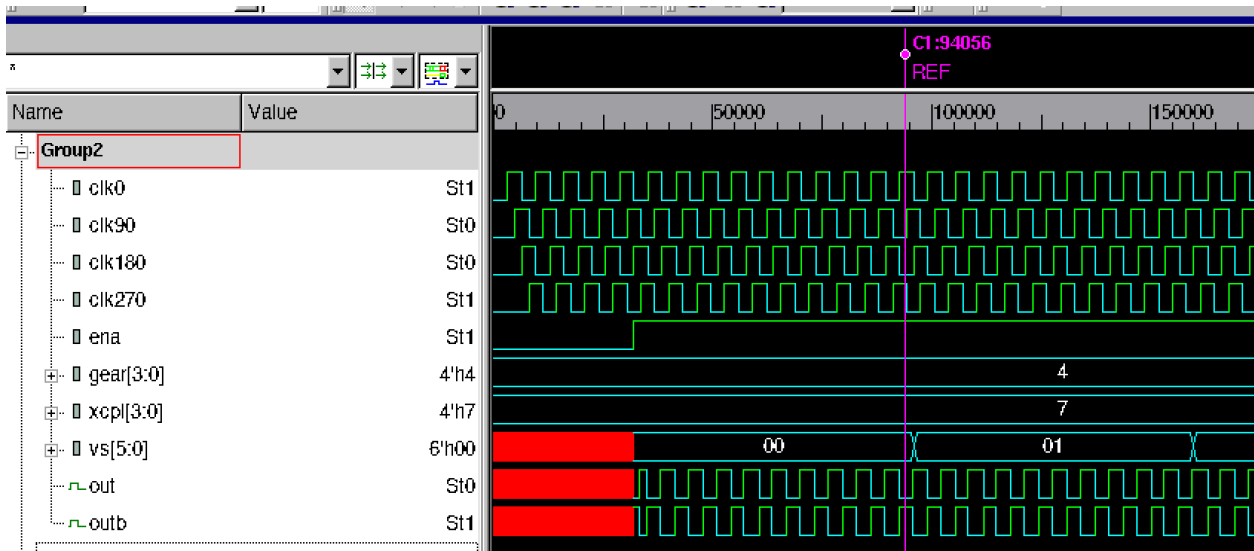 C1:94056
*
REF
Name Value 0 50000 100000 150000
Group2
clk0 St1
clk90 St0
clk180 St0
clk270 St1
ena St1
gear[3:0] 4'h4 4
xcpl[3:0] 4'h7 7
vs[5:0] 6'h00 00 01
out St0
outb St1